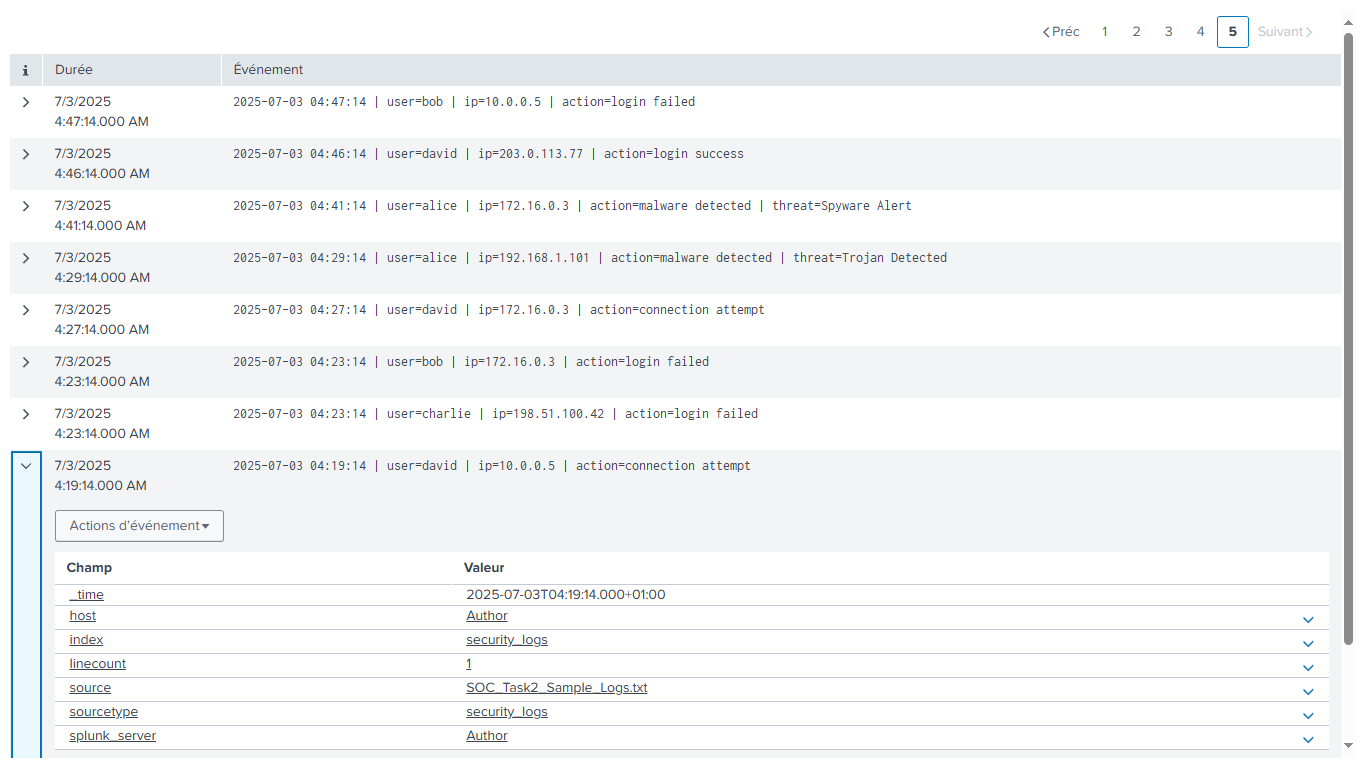 Préc 1 2 3 4 5 Suivant
i Durée Événement
7/3/2025 2025-07-03 04:47:14 | user=bob | ip=10.0.0.5 | action=login failed
4:47:14.000 AM
7/3/2025 2025-07-03 04:46:14 | user=david | ip=203.0.113.77 | action=login success
4:46:14.000 AM
7/3/2025 2025-07-03 04:41:14 | user=alice | ip=172.16.0.3 | action=malware detected | threat=Spyware Alert
4:41:14.000 AM
7/3/2025 2025-07-03 04:29:14 | user=alice | ip=192.168.1.101 | action=malware detected | threat=Trojan Detected
4:29:14.000 AM
7/3/2025 2025-07-03 04:27:14 | user=david | ip=172.16.0.3 | action=connection attempt
4:27:14.000 AM
7/3/2025 2025-07-03 04:23:14 | user=bob | ip=172.16.0.3 | action=login failed
4:23:14.000 AM
7/3/2025 2025-07-03 04:23:14 | user=charlie | ip=198.51.100.42 | action=login failed
4:23:14.000 AM
7/3/2025 2025-07-03 04:19:14 | user=david | ip=10.0.0.5 | action=connection attempt
4:19:14.000 AM
Actions d’événement
Champ Valeur
_time 2025-07-03T04:19:14.000+01:00
host Author
index security_logs
linecount 1
source SOC_Task2_Sample_Logs.txt
sourcetype security_logs
splunk_server Author